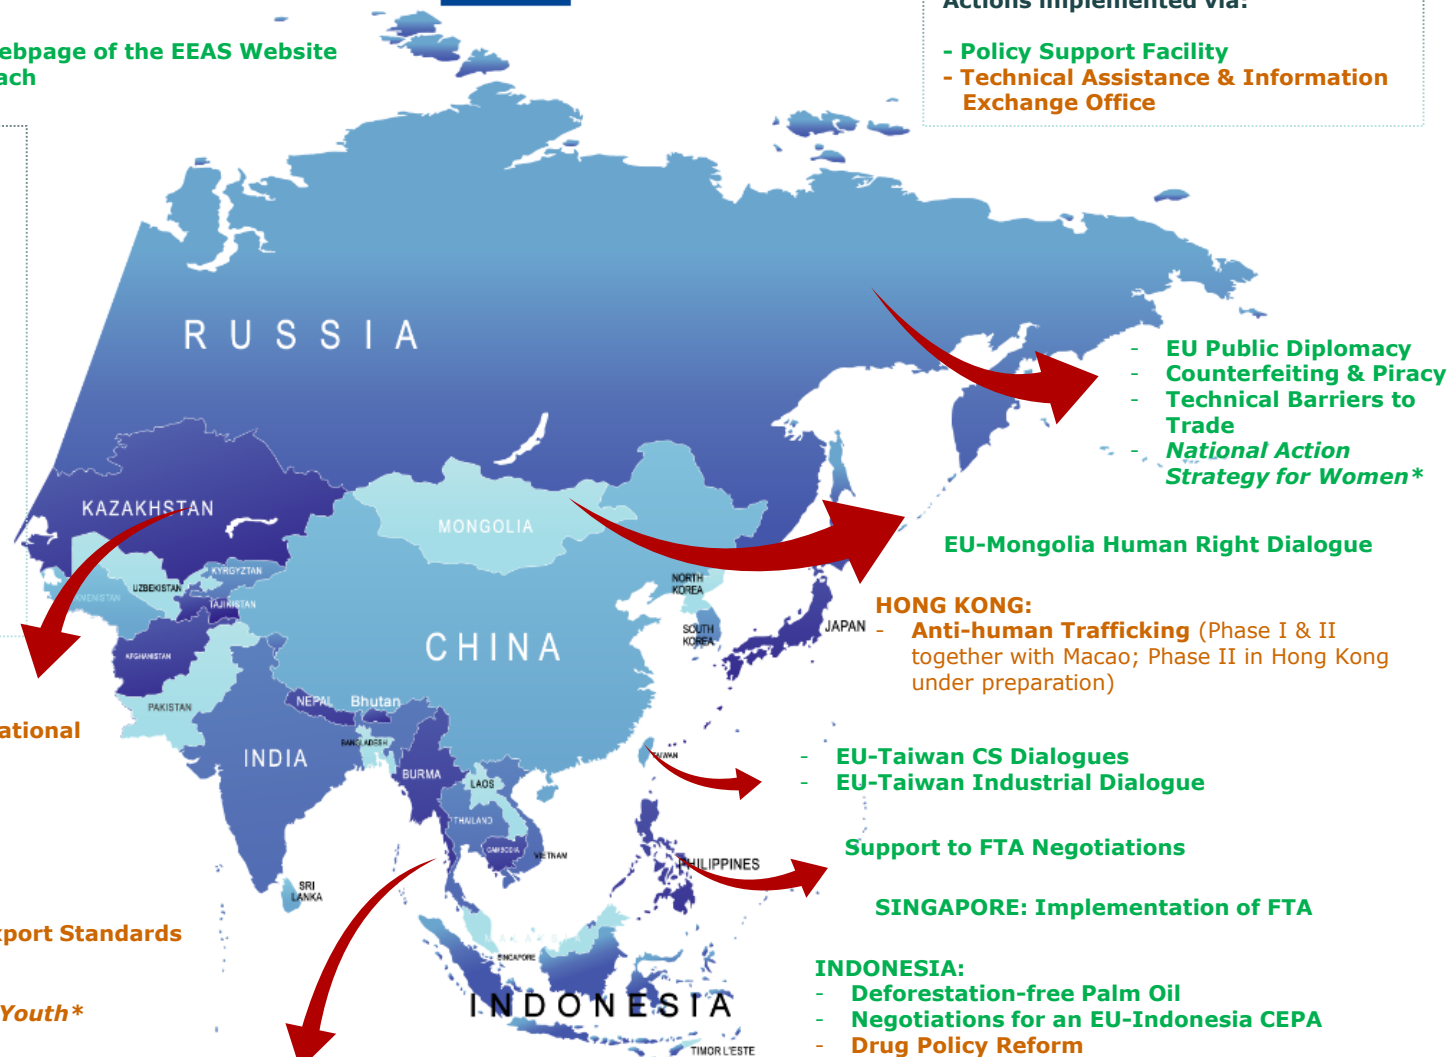 Actions implemented via:
- Policy Support Facility
- Technical Assistance & Information
Exchange Office
ebpage of the EEAS Website
ach
RUSSIA
- EU Public Diplomacy
- Counterfeiting & Piracy
- Technical Barriers to
Trade
- National Action
Strategy for Women*
KAZAKHSTAN
MONGOLIA
EU-Mongolia Human Right Dialogue
UZBEKISTAN
KYRGYZTAN
MENISTAN
TAJIKISTAN
NORTH
KOREA
SOUTH
KOREA
JAPAN
HONG KONG:
- Anti-human Trafficking (Phase I & II
together with Macao; Phase II in Hong Kong
under preparation)
CHINA
AFGHANISTAN
PAKISTAN
NEPAL
Bhutan
BANGLADESH
INDIA
BURMA
LAOS
THAILAND
CAMBODIA
VIETNAM
TAIWAN
ational
- EU-Taiwan CS Dialogues
- EU-Taiwan Industrial Dialogue
PHILIPPINES
Support to FTA Negotiations
SRI
LANKA
SINGAPORE: Implementation of FTA
xport Standards
MALAYSIA
SINGAPORE
INDONESIA
Youth*
INDONESIA:
- Deforestation-free Palm Oil
- Negotiations for an EU-Indonesia CEPA
- Drug Policy Reform
TIMOR L'ESTE